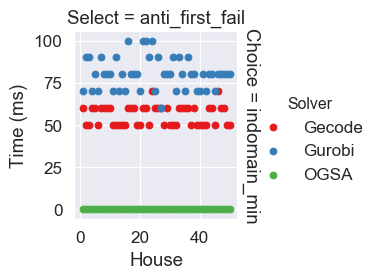 Select = anti_first_fail
100
75
50
25
0
Time (ms)
0
20
40
House
Choice = indomain_min
Solver
Gecode
Gurobi
OGSA